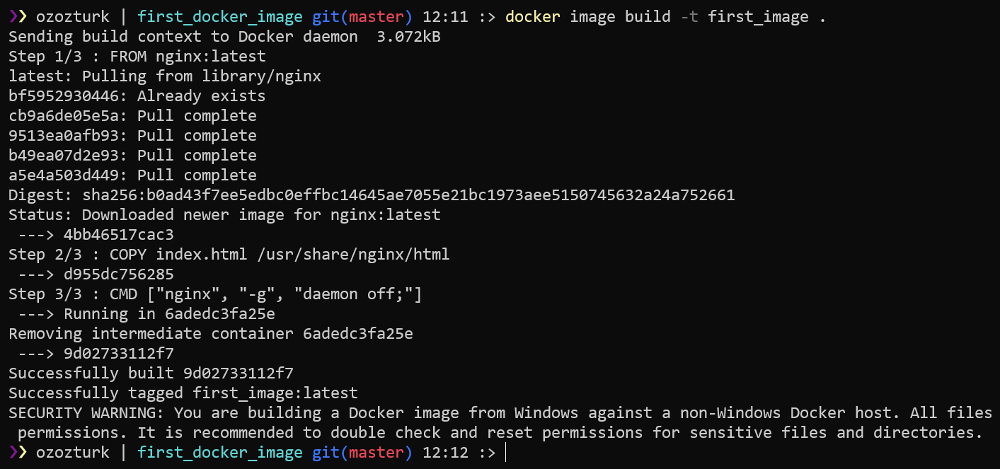 ❯❯ ozozturk | first_docker_image git(master) 12:11 :> docker image build -t first_image .
Sending build context to Docker daemon  3.072kB
Step 1/3 : FROM nginx:latest
latest: Pulling from library/nginx
bf5952930446: Already exists
cb9a6de05e5a: Pull complete
9513ea0afb93: Pull complete
b49ea07d2e93: Pull complete
a5e4a503d449: Pull complete
Digest: sha256:b0ad43f7ee5edbc0effbc14645ae7055e21bc1973aee5150745632a24a752661
Status: Downloaded newer image for nginx:latest
 ---> 4bb46517cac3
Step 2/3 : COPY index.html /usr/share/nginx/html
 ---> d955dc756285
Step 3/3 : CMD ["nginx", "-g", "daemon off;"]
 ---> Running in 6adedc3fa25e
Removing intermediate container 6adedc3fa25e
 ---> 9d02733112f7
Successfully built 9d02733112f7
Successfully tagged first_image:latest
SECURITY WARNING: You are building a Docker image from Windows against a non-Windows Docker host. All files
 permissions. It is recommended to double check and reset permissions for sensitive files and directories.
❯❯ ozozturk | first_docker_image git(master) 12:12 :>